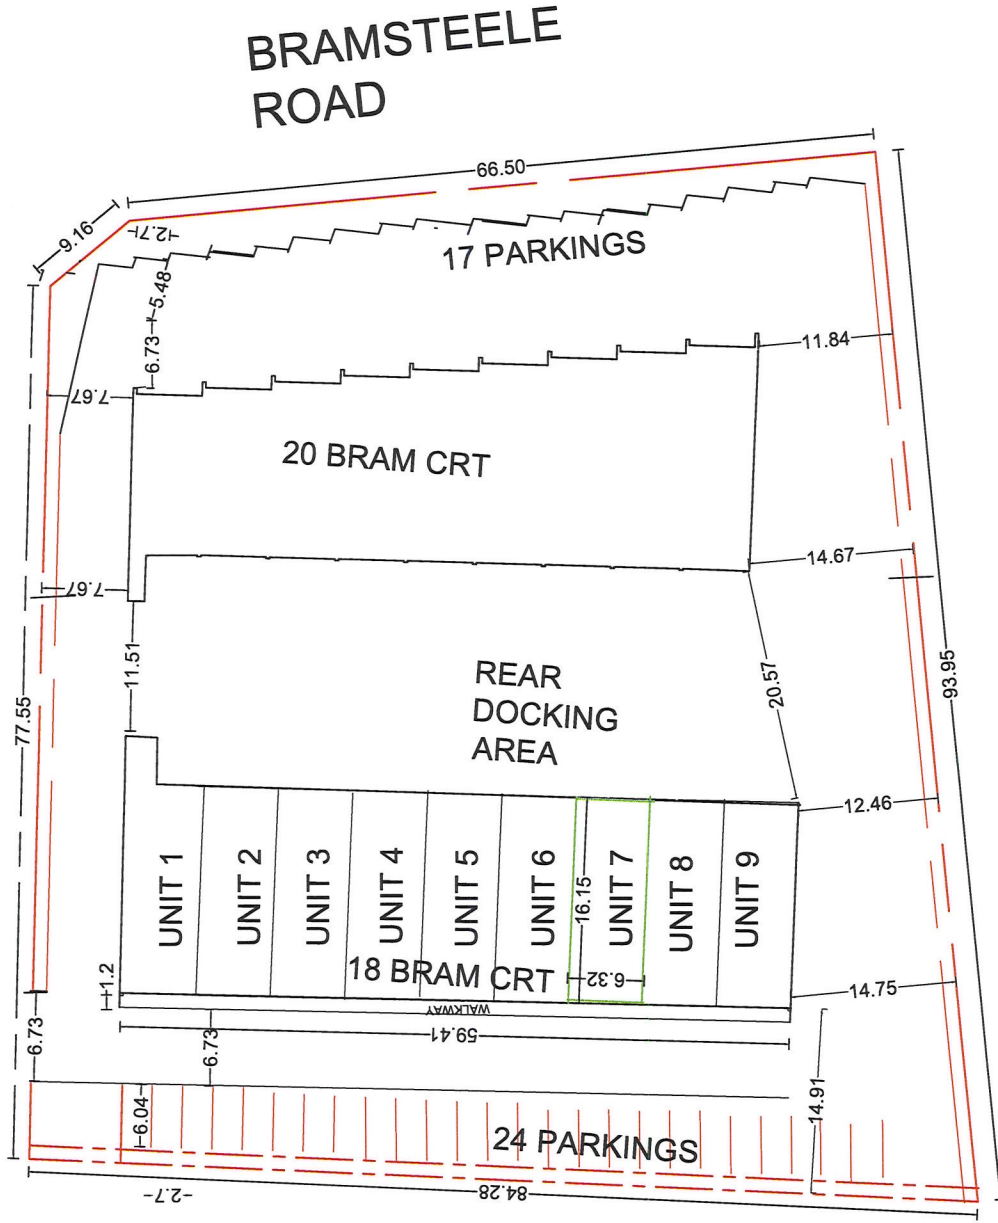 BRAMSTEELE
ROAD
66.50
9.16
2.7
17 PARKINGS
5.48
6.73
11.84
7.67
20 BRAM CRT
14.67
7.67
11.51
REAR
DOCKING
AREA
20.57
93.95
77.55
12.46
UNIT 1
UNIT 2
UNIT 3
UNIT 4
UNIT 5
UNIT 6
16.15
UNIT 7
UNIT 8
UNIT 9
18 BRAM CRT
6.32
1.2
14.75
WALKWAY
59.41
6.73
6.73
6.04
14.91
24 PARKINGS
2.7
84.28